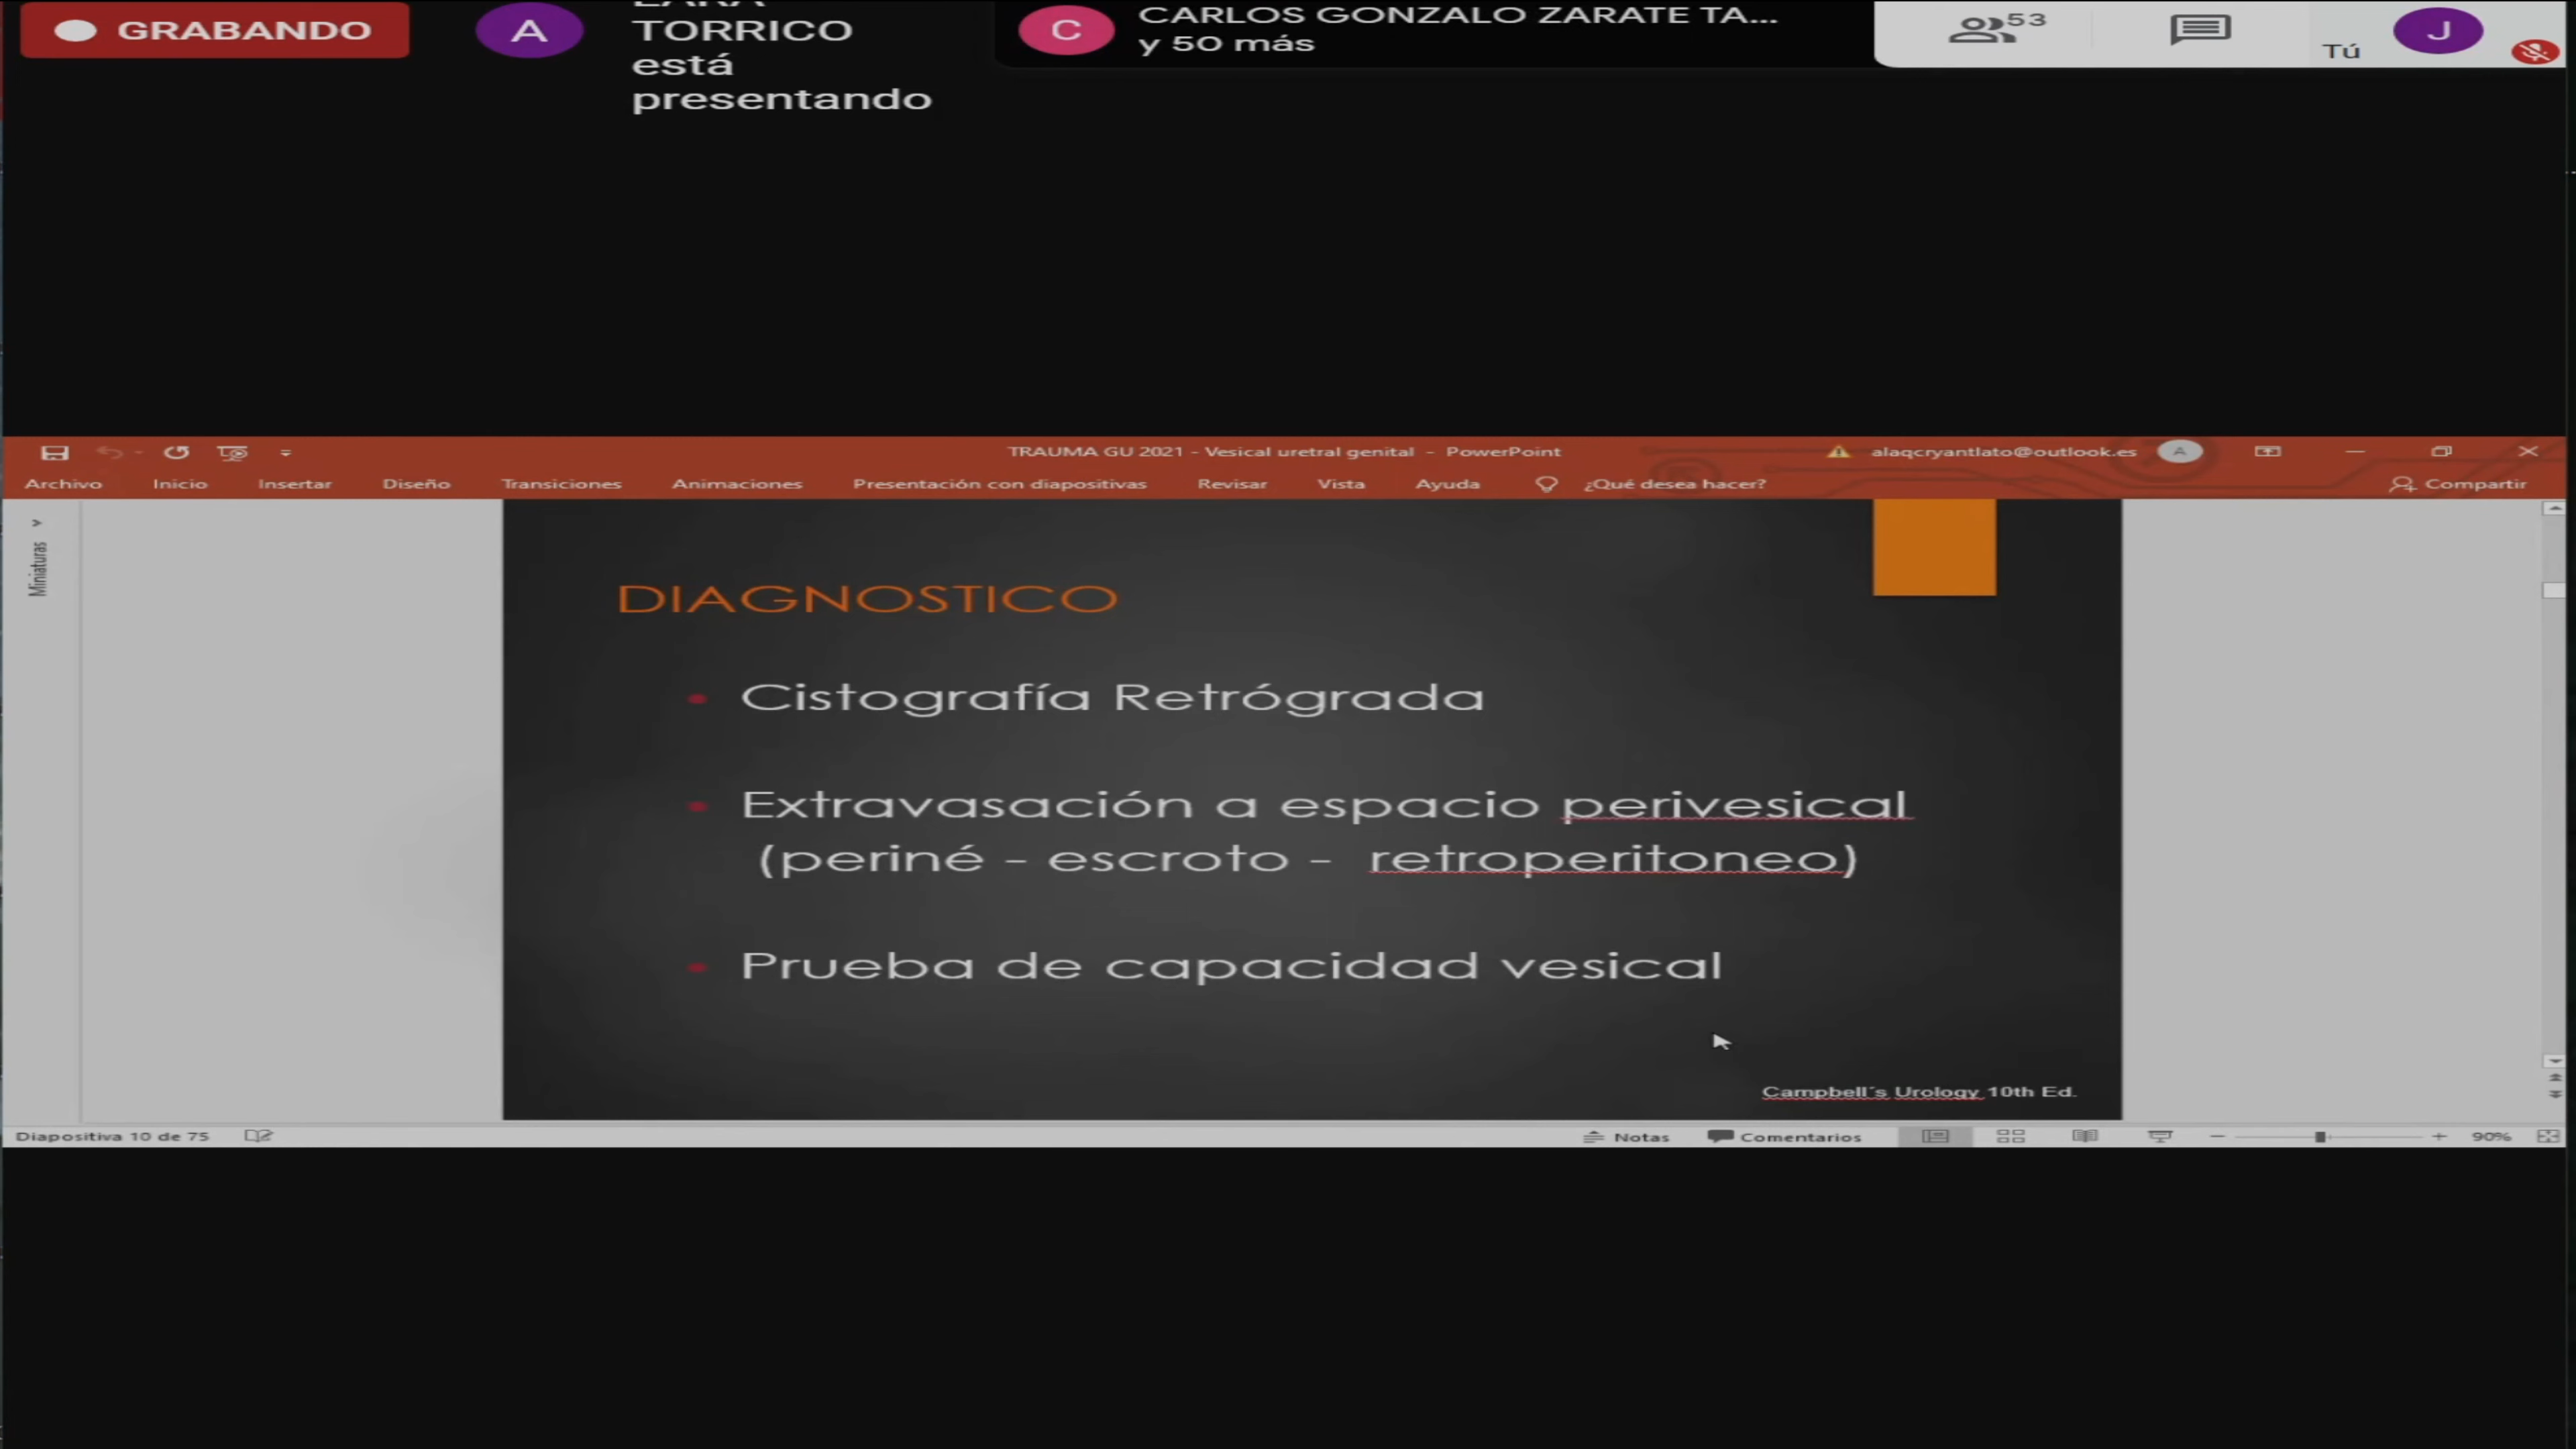 GRABANDO
A
TORRICO
está
presentando
C
CARLOS GONZALO ZARATE TA...
y 50 más
53
Tú
J
TRAUMA GU 2021 - Vesical uretral genital - PowerPoint
alaqcryantlato@outlook.es
A
Archivo Inicio Insertar Diseño Transiciones Animaciones Presentación con diapositivas Revisar Vista Ayuda ¿Qué desea hacer? Compartir
Miniaturas
DIAGNOSTICO
• Cistografía Retrógrada
• Extravasación a espacio perivesical
(periné - escroto - retroperitoneo)
• Prueba de capacidad vesical
Campbell´s Urology 10th Ed.
Diapositiva 10 de 75
Notas Comentarios 90%